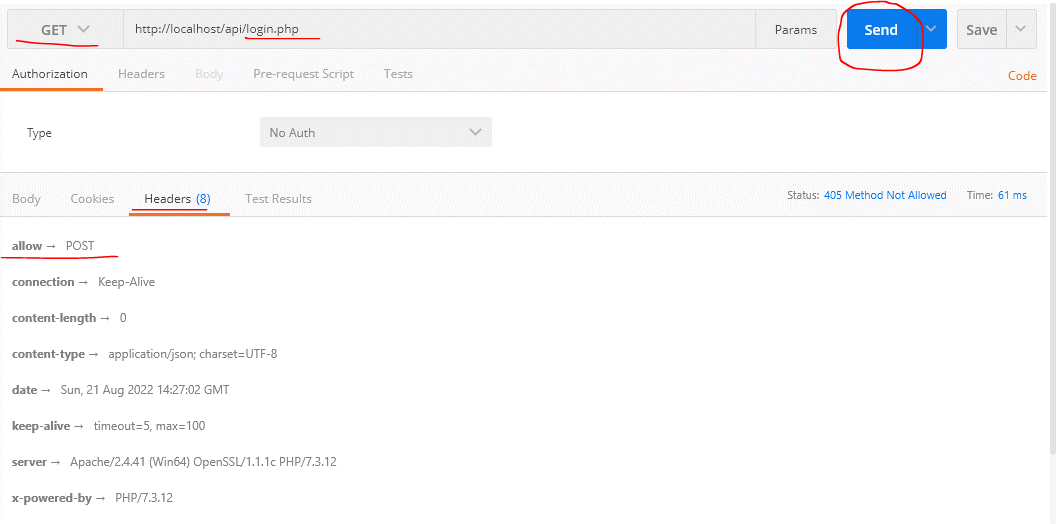 GET http://localhost/api/login.php Params Send Save
Authorization Headers Body Pre-request Script Tests Code
Type No Auth
Body Cookies Headers (8) Test Results Status: 405 Method Not Allowed Time: 61 ms
allow → POST
connection → Keep-Alive
content-length → 0
content-type → application/json; charset=UTF-8
date → Sun, 21 Aug 2022 14:27:02 GMT
keep-alive → timeout=5, max=100
server → Apache/2.4.41 (Win64) OpenSSL/1.1.1c PHP/7.3.12
x-powered-by → PHP/7.3.12